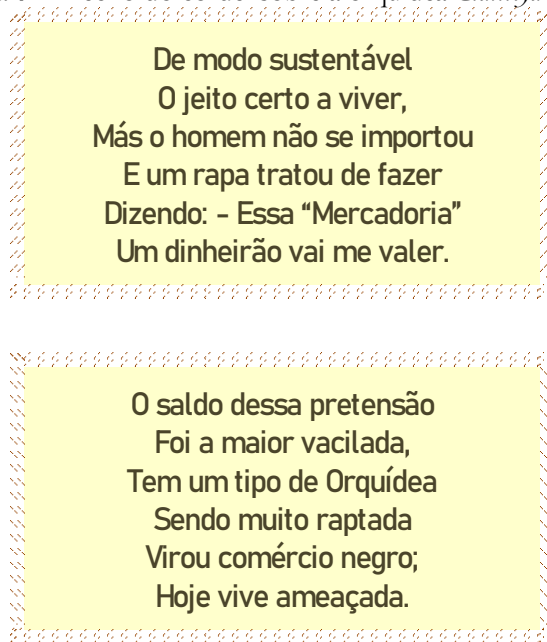 De modo sustentável
O jeito certo a viver,
Más o homem não se importou
E um rapa tratou de fazer
Dizendo: - Essa “Mercadoria”
Um dinheirão vai me valer.
O saldo dessa pretensão
Foi a maior vacilada,
Tem um tipo de Orquídea
Sendo muito raptada
Virou comércio negro;
Hoje vive ameaçada.